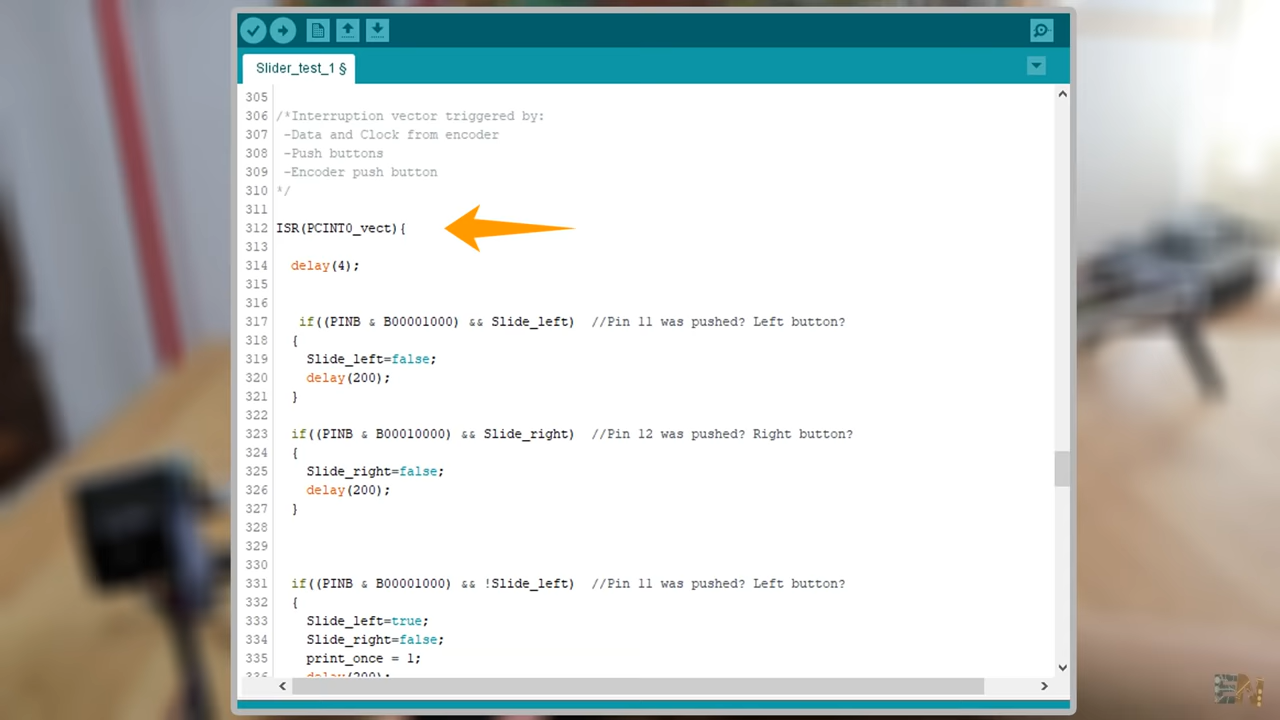 Slider_test_1 §
305
306 /*Interruption vector triggered by:
307 -Data and Clock from encoder
308 -Push buttons
309 -Encoder push button
310 */
311
312 ISR(PCINT0_vect){
313
314 delay(4);
315
316
317 if((PINB & B00001000) && Slide_left) //Pin 11 was pushed? Left button?
318 {
319 Slide_left=false;
320 delay(200);
321 }
322
323 if((PINB & B00010000) && Slide_right) //Pin 12 was pushed? Right button?
324 {
325 Slide_right=false;
326 delay(200);
327 }
328
329
330
331 if((PINB & B00001000) && !Slide_left) //Pin 11 was pushed? Left button?
332 {
333 Slide_left=true;
334 Slide_right=false;
335 print_once = 1;
336 delay(200);